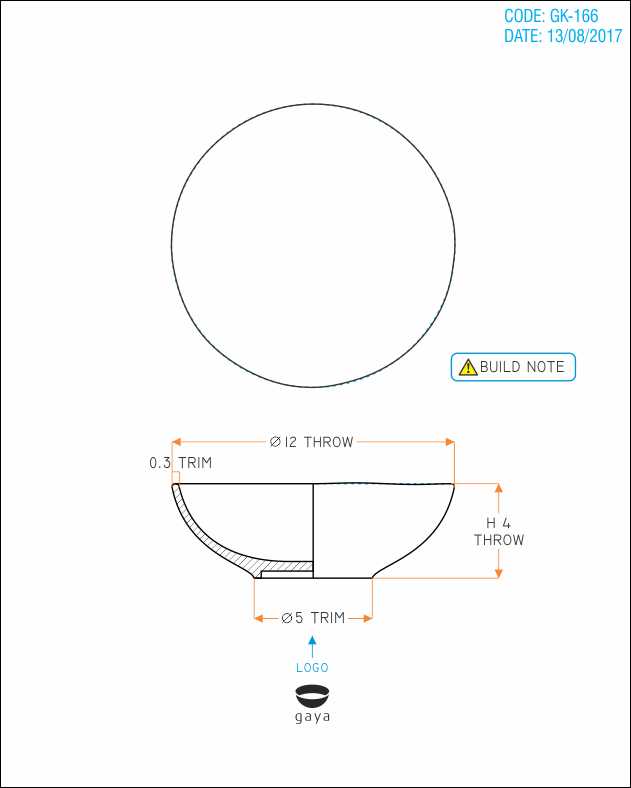 CODE: GK-166
DATE: 13/08/2017
BUILD NOTE
Ø12 THROW
0.3 TRIM
H 4
THROW
Ø5 TRIM
LOGO
gaya